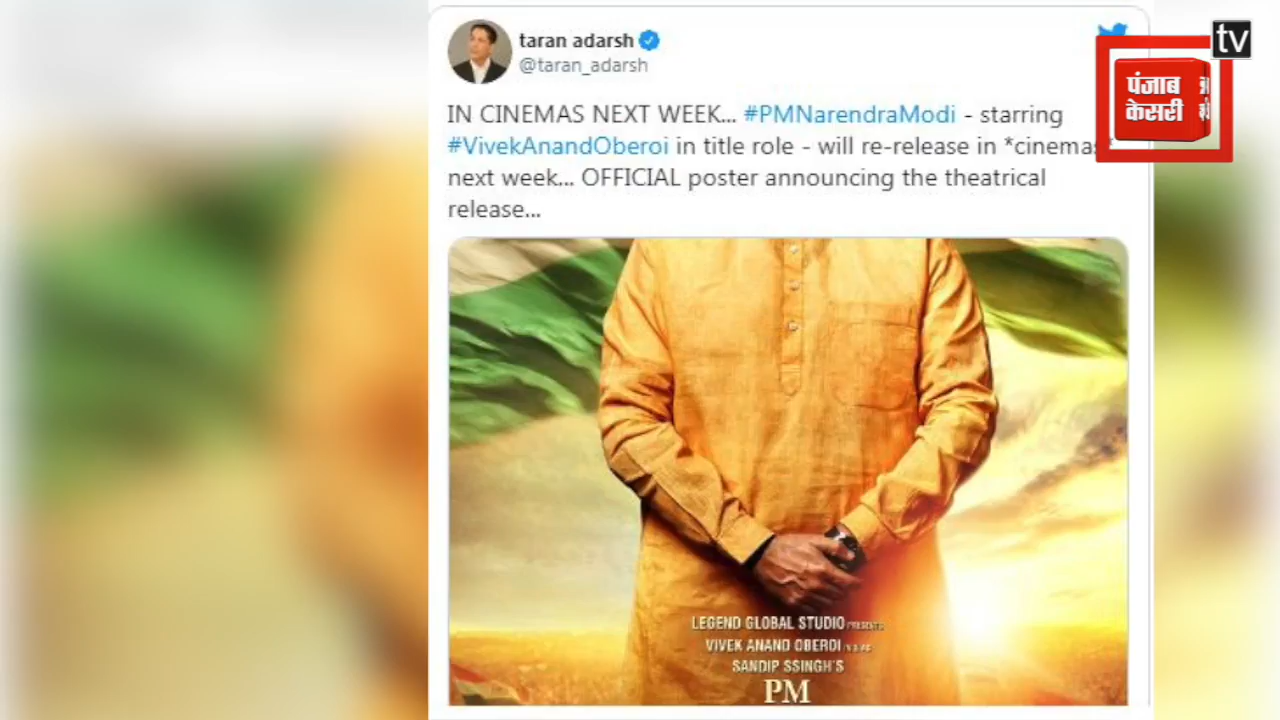 taran adarsh
@taran_adarsh
IN CINEMAS NEXT WEEK... #PMNarendraModi - starring
#VivekAnandOberoi in title role - will re-release in *cinemas*
next week... OFFICIAL poster announcing the theatrical
release...
tv
पंजाब
केसरी
LEGEND GLOBAL STUDIO PRESENTS
VIVEK ANAND OBEROI
SANDIP SSINGH'S
PM